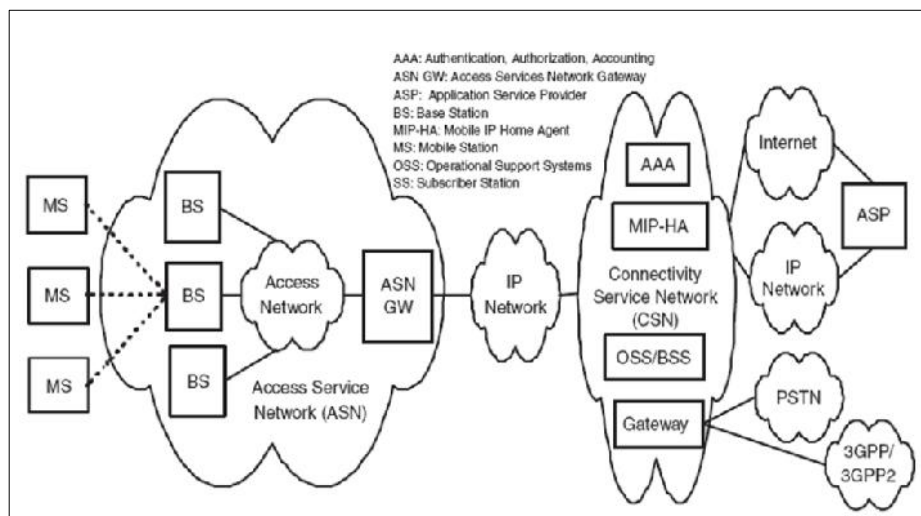 AAA: Authentication, Authorization, Accounting
ASN GW: Access Services Network Gateway
ASP: Application Service Provider
BS: Base Station
MIP-HA: Mobile IP Home Agent
MS: Mobile Station
OSS: Operational Support Systems
SS: Subscriber Station
MS
MS
MS
BS
BS
BS
Access
Network
ASN
GW
Access Service
Network (ASN)
IP
Network
AAA
MIP-HA
Connectivity
Service Network
(CSN)
OSS/BSS
Gateway
Internet
ASP
IP
Network
PSTN
3GPP/
3GPP2